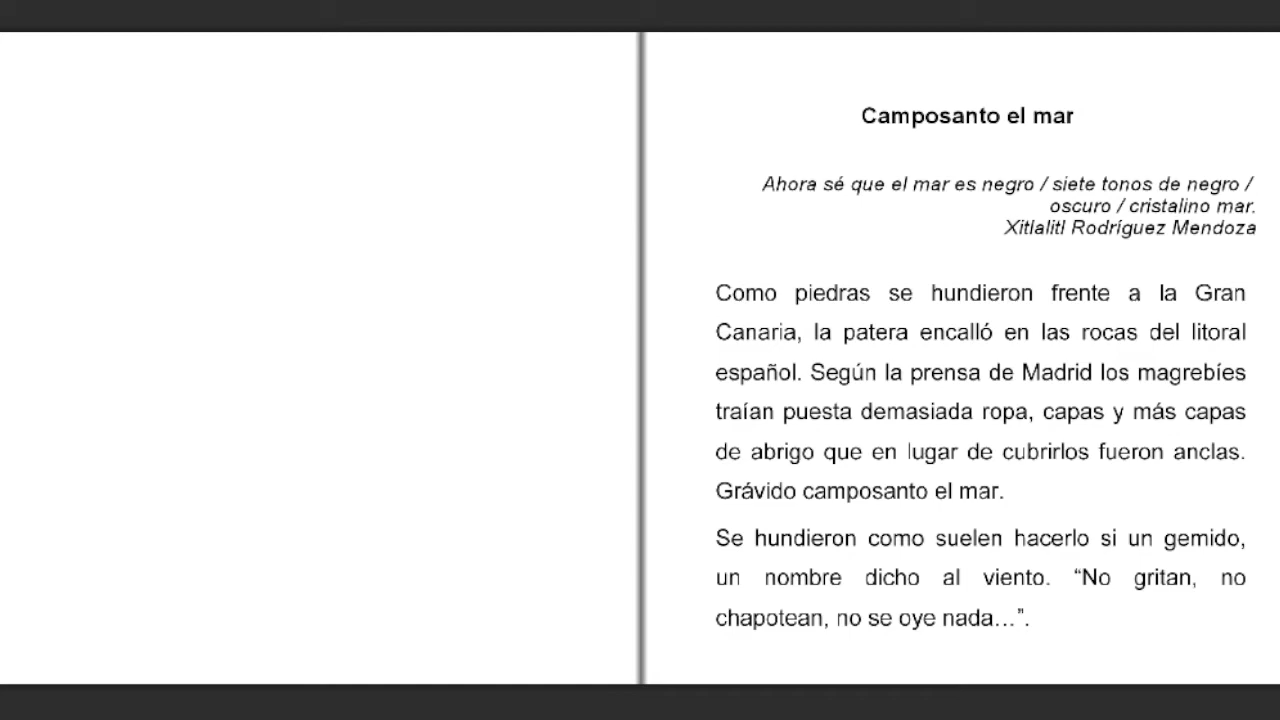 Camposanto el mar
Ahora sé que el mar es negro / siete tonos de negro /
oscuro / cristalino mar.
Xitlalitl Rodríguez Mendoza
Como piedras se hundieron frente a la Gran
Canaria, la patera encalló en las rocas del litoral
español. Según la prensa de Madrid los magrebíes
traían puesta demasiada ropa, capas y más capas
de abrigo que en lugar de cubrirlos fueron anclas.
Grávido camposanto el mar.
Se hundieron como suelen hacerlo si un gemido,
un nombre dicho al viento. “No gritan, no
chapotean, no se oye nada…”.